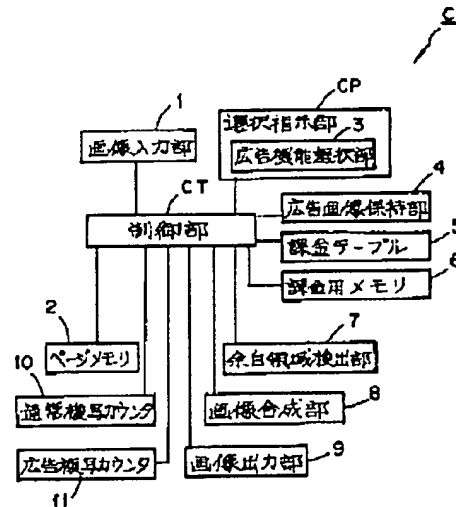 C
CP
1
選択指示部
3
画像入力部
広告機能選択部
CT
4
広告画像保持部
制御部
5
課金テーブル
6
課金用メモリ
2
7
ページメモリ
余白領域検出部
10
通常複写カウンタ
8
画像合成部
広告複写カウンタ
11
画像出力部
9